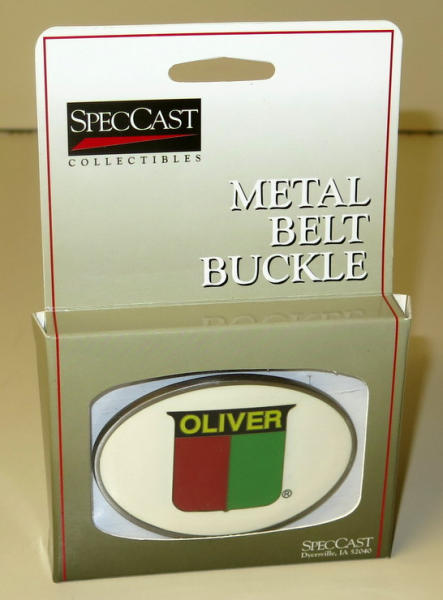 SPECCAST
COLLECTIBLES
METAL
BELT
BUCKLE
OLIVER
®
SPECCAST
Dyersville, IA 52040